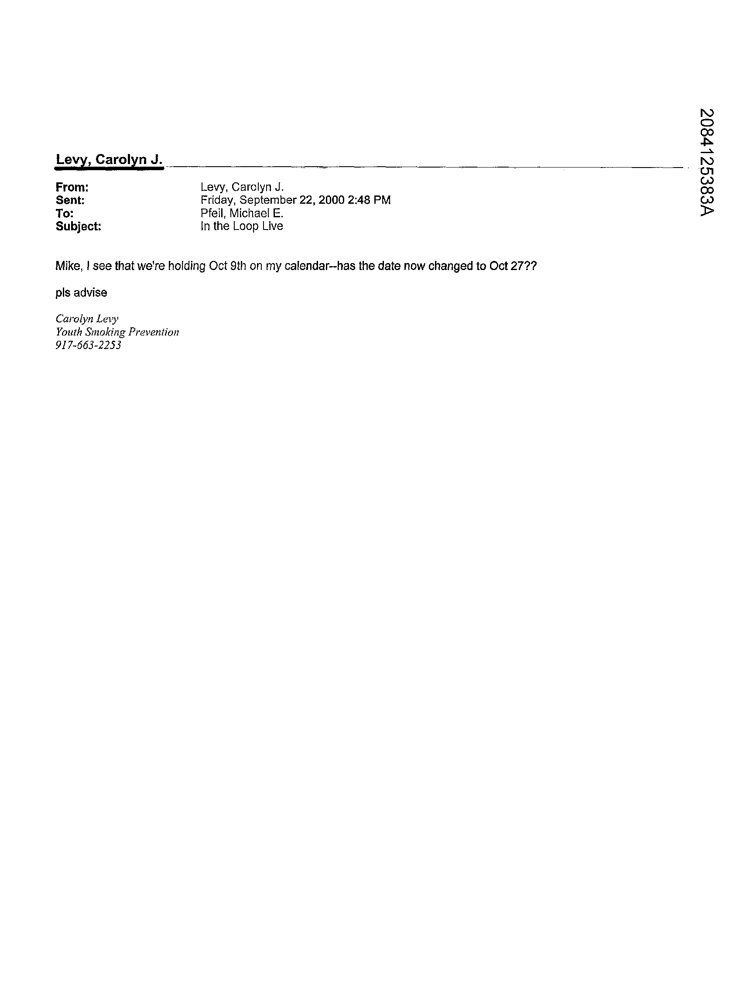 2084125383A
Levy, Carolyn J.
From: Levy, Carolyn J.
Sent: Friday, September 22, 2000 2:48 PM
To: Pfeil, Michael E.
Subject: In the Loop Live
Mike, I see that we're holding Oct 9th on my calendar--has the date now changed to Oct 27??
pls advise
Carolyn Levy
Youth Smoking Prevention
917-663-2253